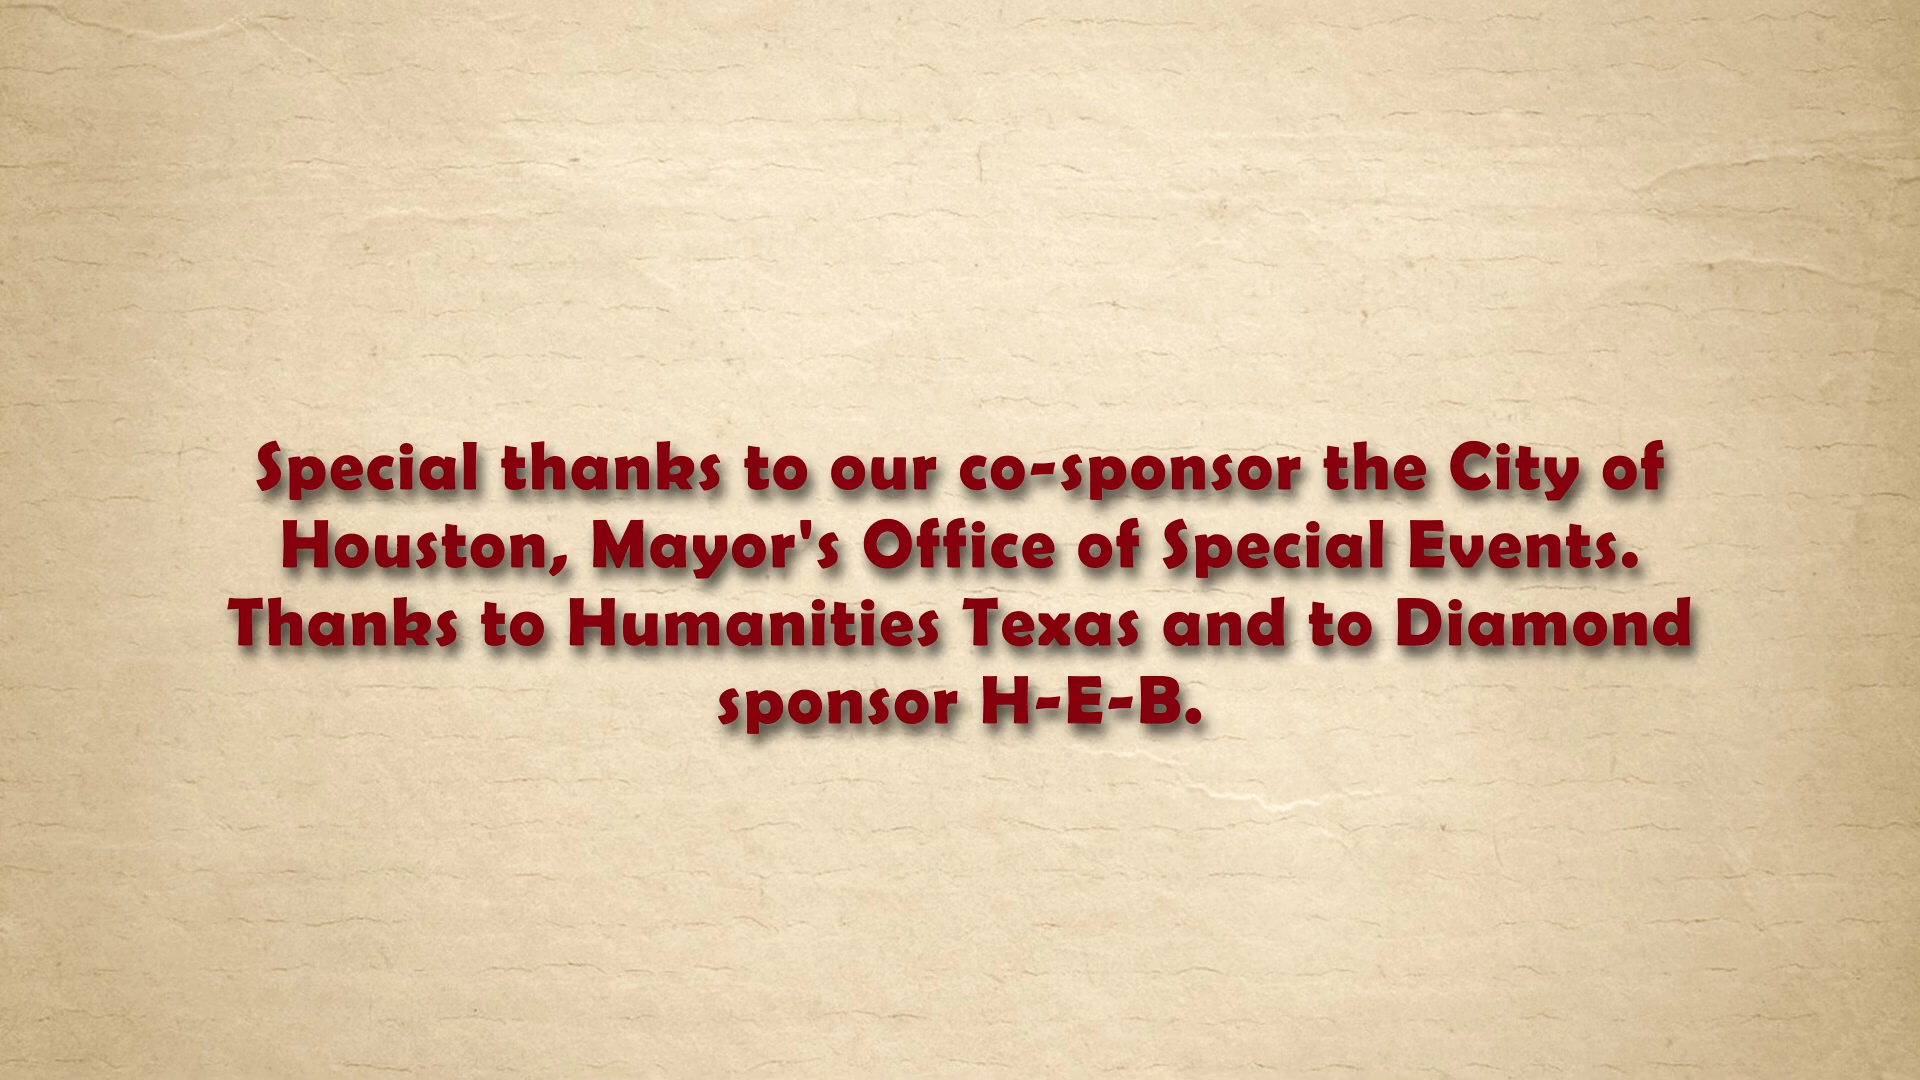 Special thanks to our co-sponsor the City of
Houston, Mayor's Office of Special Events.
Thanks to Humanities Texas and to Diamond
sponsor H-E-B.